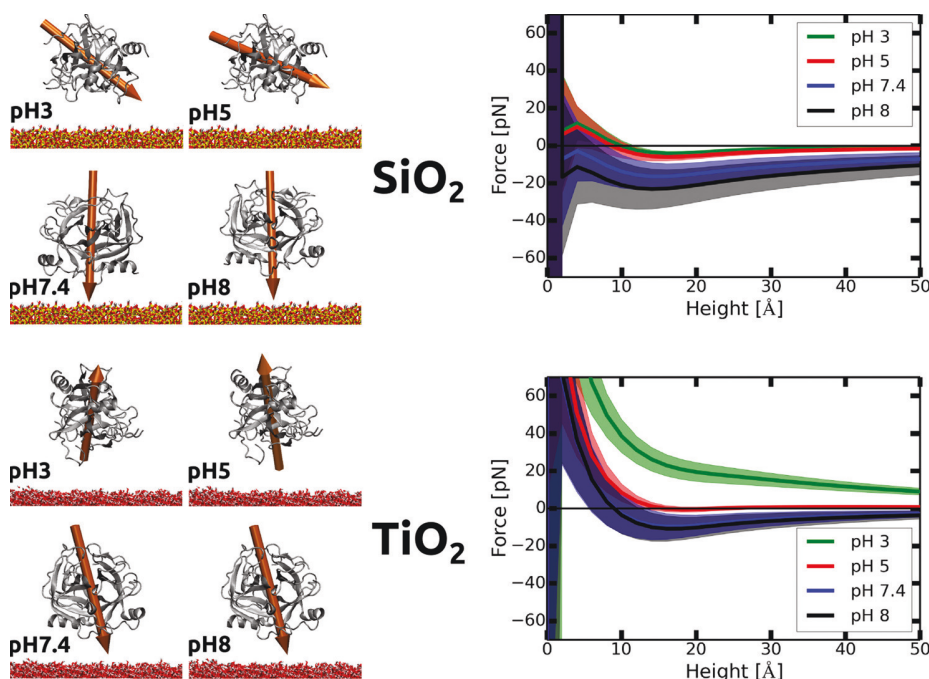 pH3
pH5
pH7.4
pH8
SiO₂
pH3
pH5
pH7.4
pH8
TiO₂
Force [pN]
60
40
20
0
−20
−40
−60
0 10 20 30 40 50
Height [Å]
pH 3
pH 5
pH 7.4
pH 8
Force [pN]
60
40
20
0
−20
−40
−60
0 10 20 30 40 50
Height [Å]
pH 3
pH 5
pH 7.4
pH 8